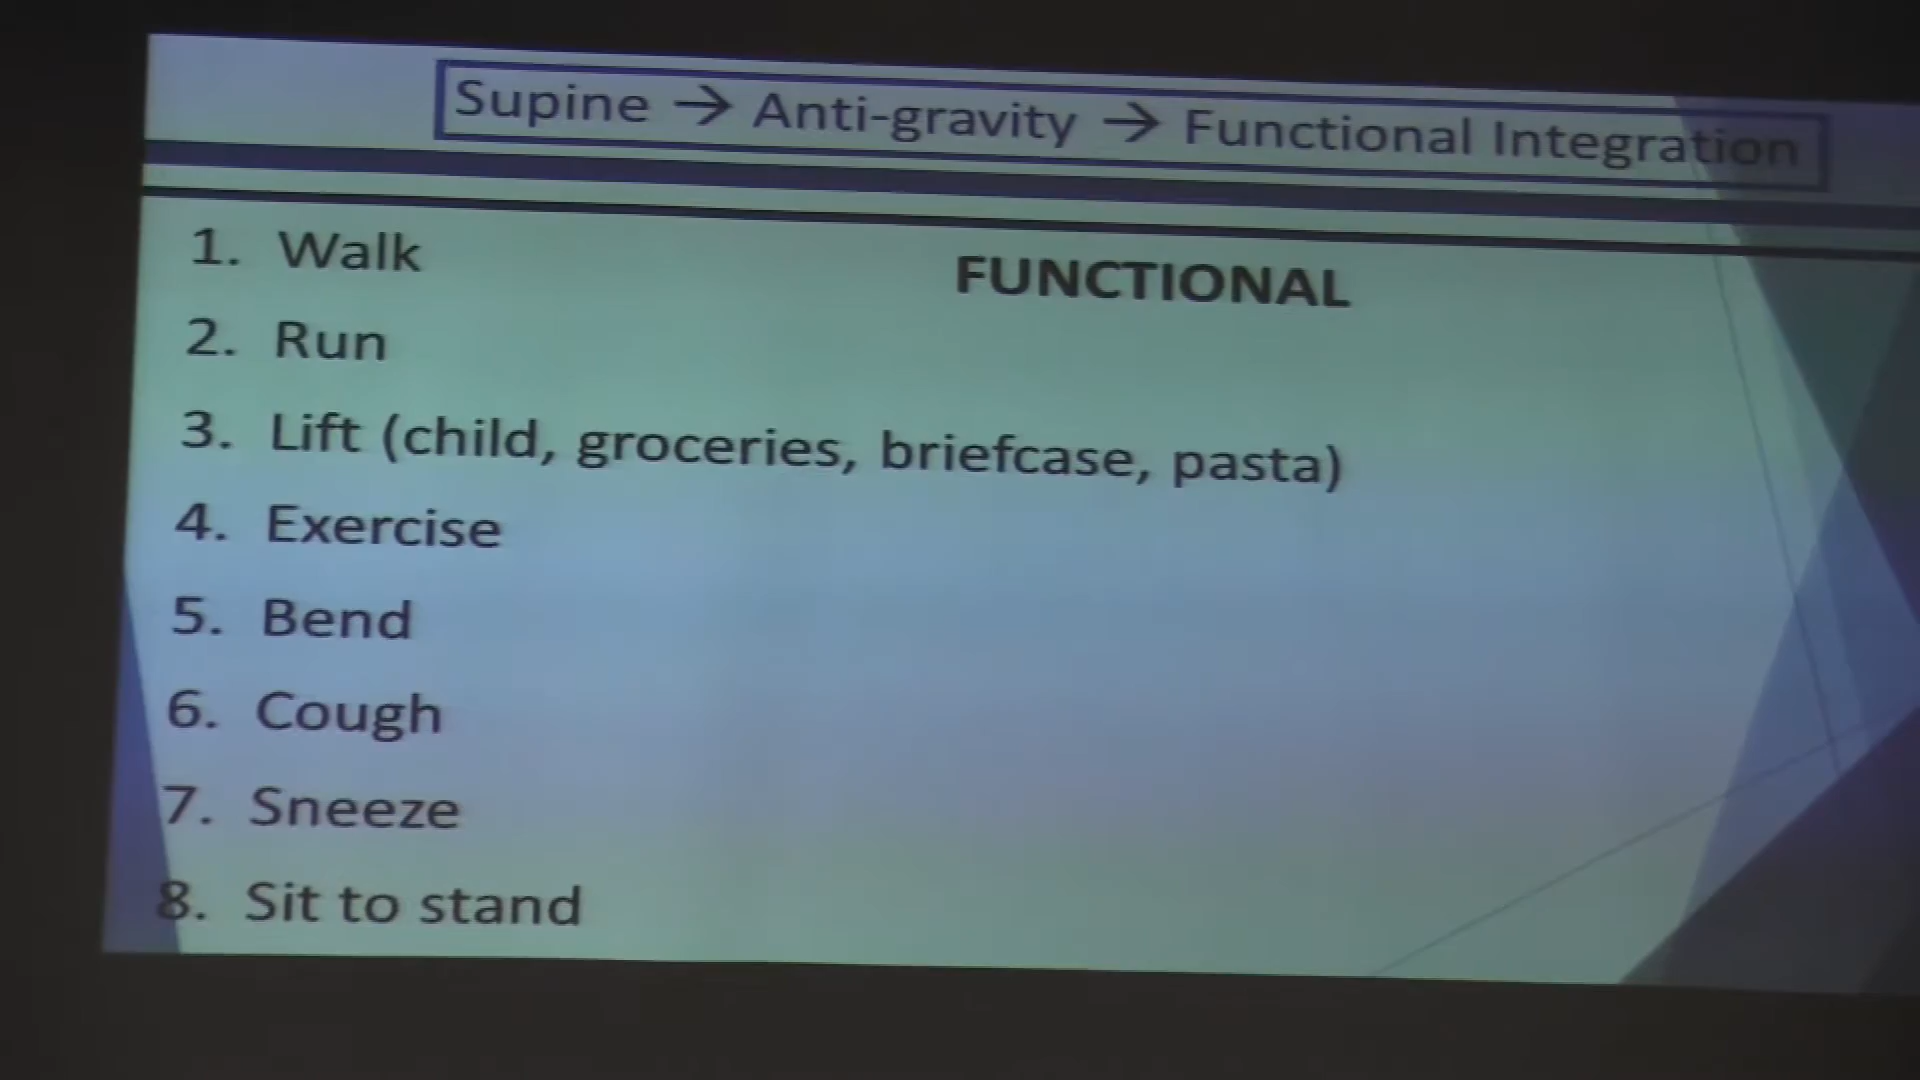 Supine → Anti-gravity → Functional Integration
1. Walk
FUNCTIONAL
2. Run
3. Lift (child, groceries, briefcase, pasta)
4. Exercise
5. Bend
6. Cough
7. Sneeze
8. Sit to stand